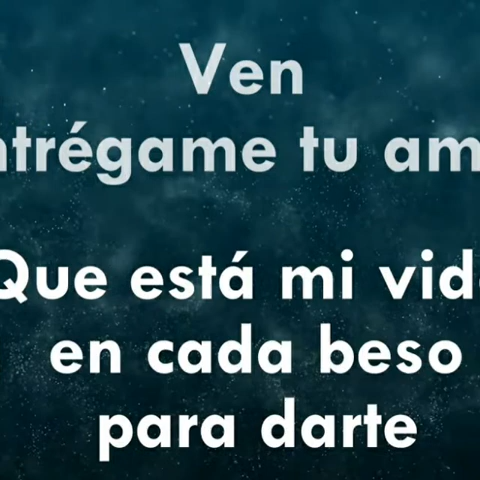 Ven
ntrégame tu am
Que está mi vid
en cada beso
para darte